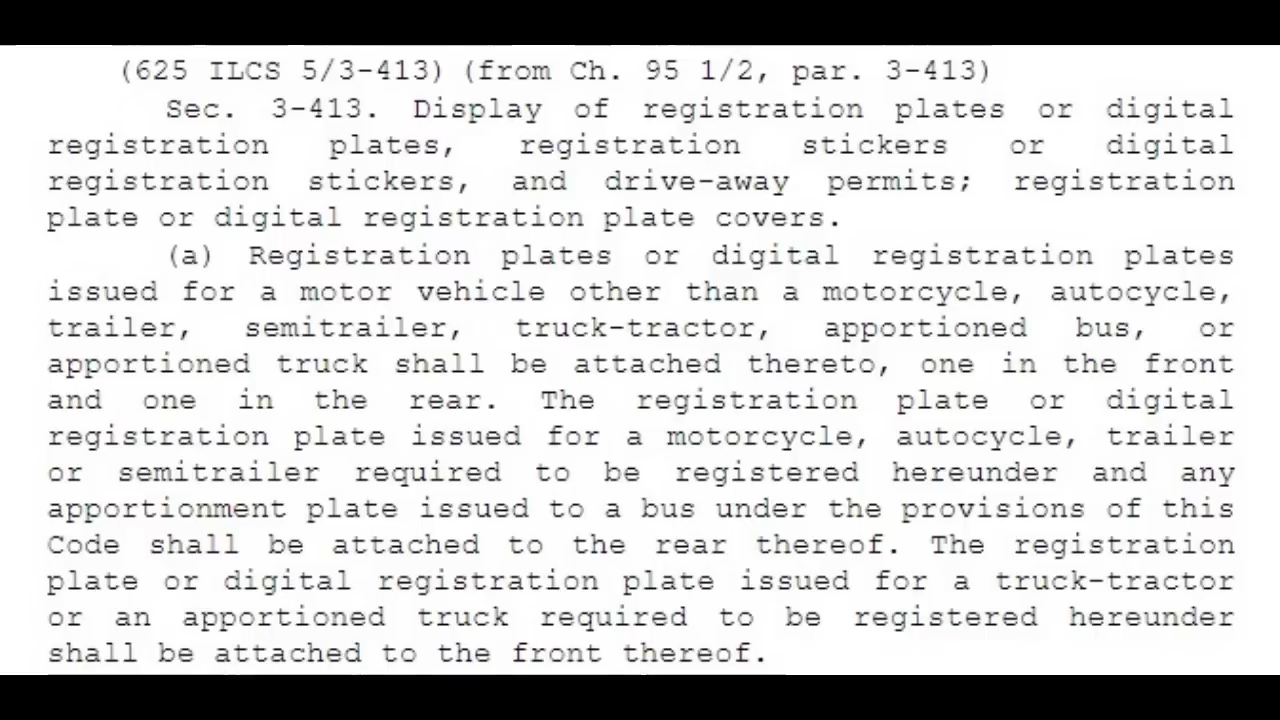 (625 ILCS 5/3-413) (from Ch. 95 1/2, par. 3-413)
Sec. 3-413. Display of registration plates or digital
registration plates, registration stickers or digital
registration stickers, and drive-away permits; registration
plate or digital registration plate covers.
(a) Registration plates or digital registration plates
issued for a motor vehicle other than a motorcycle, autocycle,
trailer, semitrailer, truck-tractor, apportioned bus, or
apportioned truck shall be attached thereto, one in the front
and one in the rear. The registration plate or digital
registration plate issued for a motorcycle, autocycle, trailer
or semitrailer required to be registered hereunder and any
apportionment plate issued to a bus under the provisions of this
Code shall be attached to the rear thereof. The registration
plate or digital registration plate issued for a truck-tractor
or an apportioned truck required to be registered hereunder
shall be attached to the front thereof.